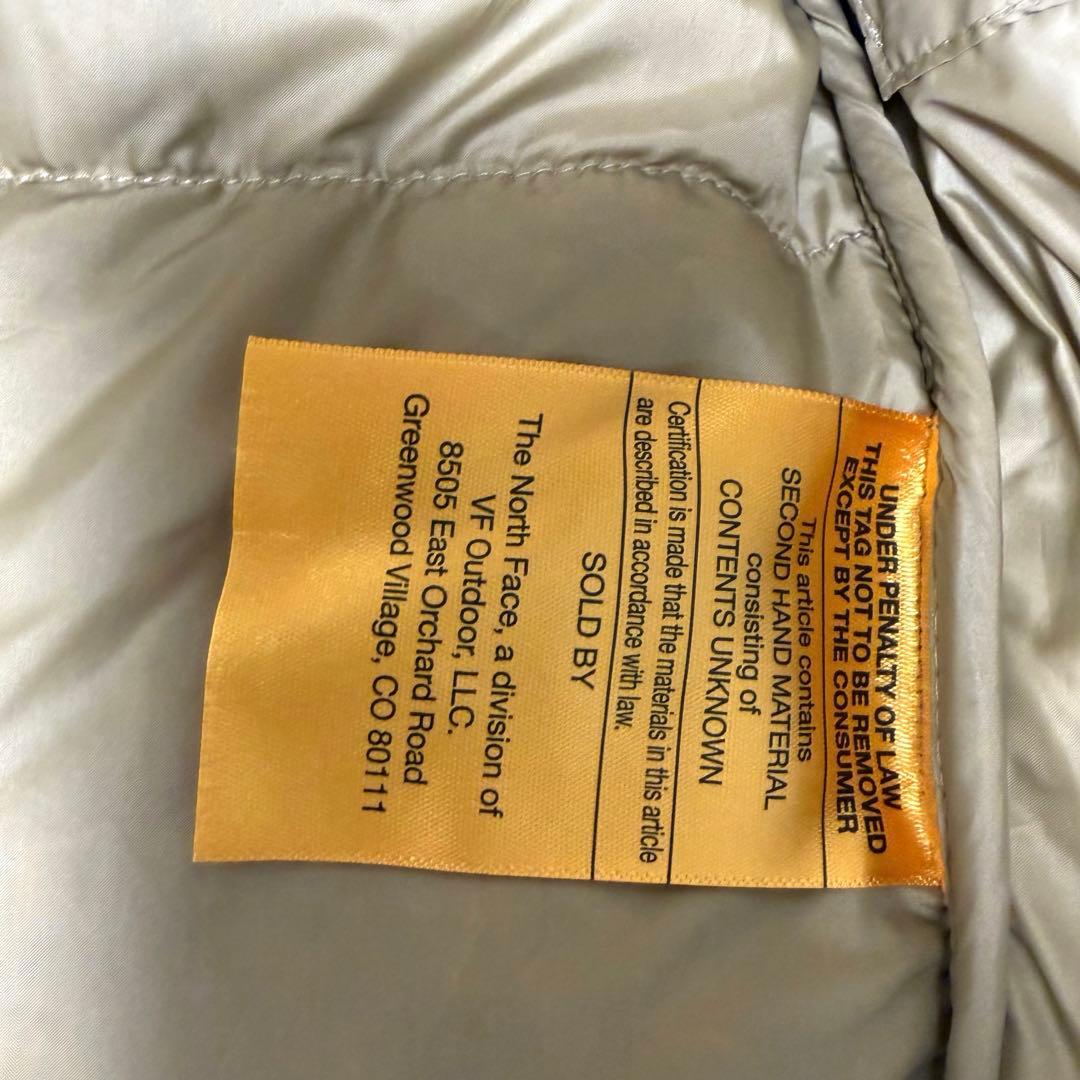 UNDER PENALTY OF LAW
THIS TAG NOT TO BE REMOVED
EXCEPT BY THE CONSUMER
This article contains
SECOND HAND MATERIAL
consisting of
CONTENTS UNKNOWN
Certification is made that the materials in this article
are described in accordance with law.
SOLD BY
The North Face, a division of
VF Outdoor, LLC.
8505 East Orchard Road
Greenwood Village, CO 80111